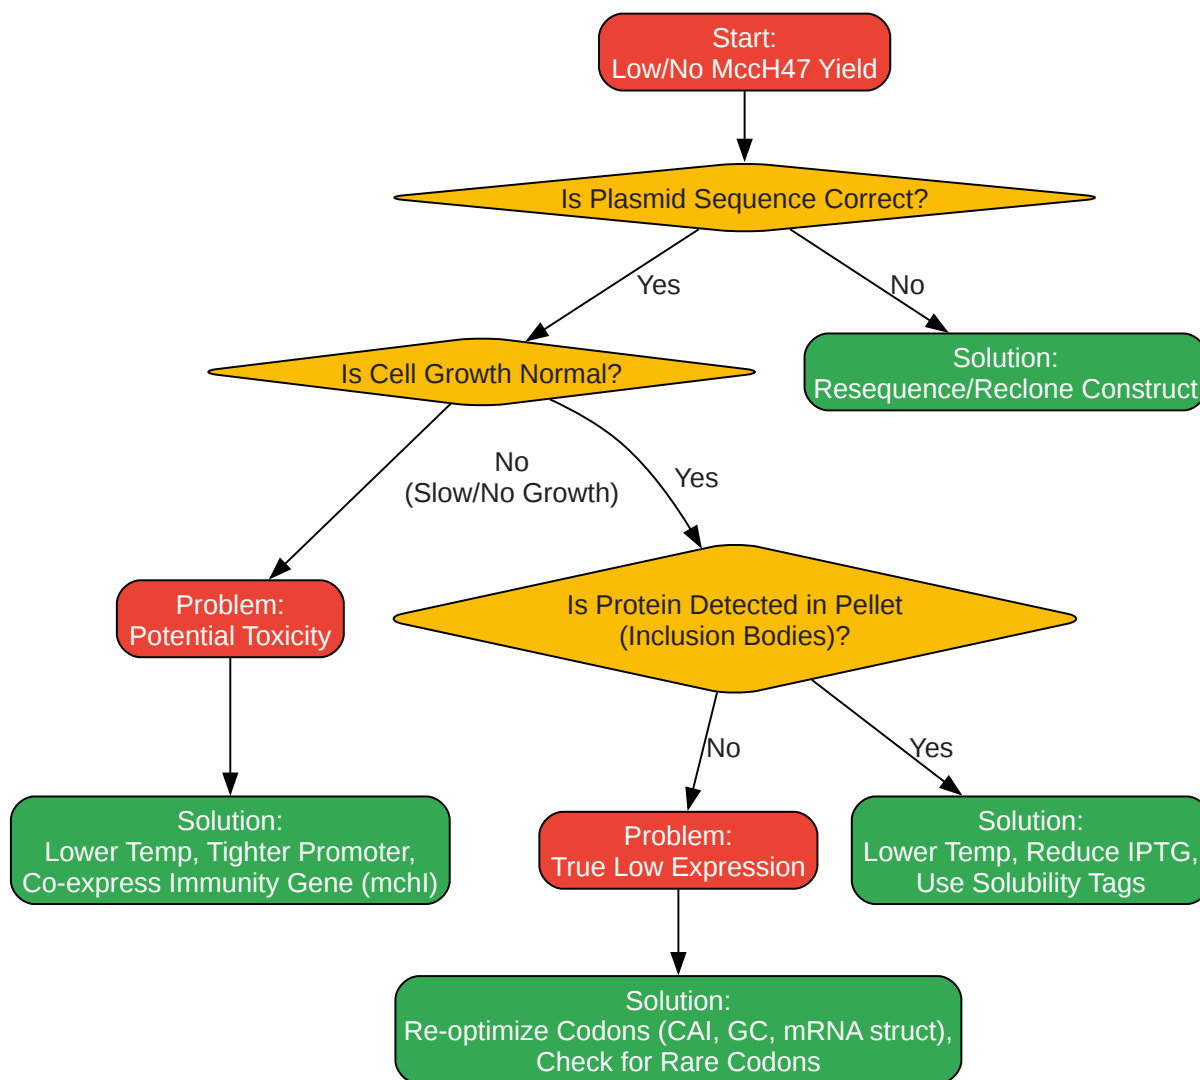 Start:
Low/No MccH47 Yield
Is Plasmid Sequence Correct?
Yes
No
Is Cell Growth Normal?
Solution:
Resequence/Reclone Construct
No
(Slow/No Growth)
Yes
Problem:
Potential Toxicity
Is Protein Detected in Pellet
(Inclusion Bodies)?
No
Yes
Solution:
Lower Temp, Tighter Promoter,
Co-express Immunity Gene (mchI)
Problem:
True Low Expression
Solution:
Lower Temp, Reduce IPTG,
Use Solubility Tags
Solution:
Re-optimize Codons (CAI, GC, mRNA struct),
Check for Rare Codons